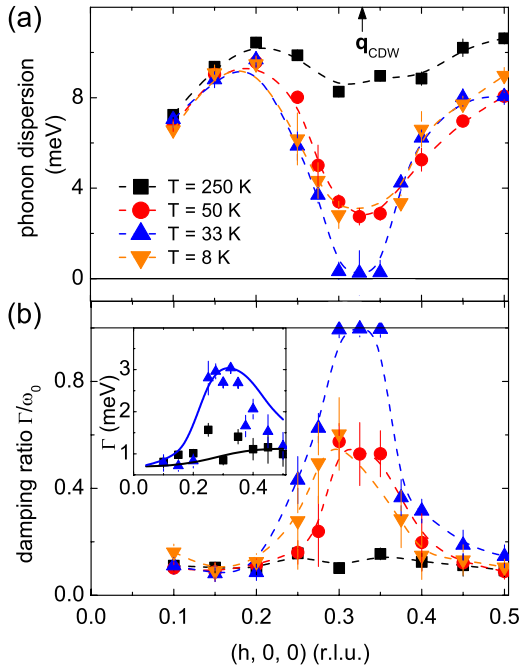 (a)
q_CDW
phonon dispersion
(meV)
8
4
0
T = 250 K
T = 50 K
T = 33 K
T = 8 K
(b)
damping ratio Γ/ω₀
0.8
0.4
0.0
Γ (meV)
3
2
1
0.0 0.2 0.4
0.0 0.1 0.2 0.3 0.4 0.5
(h, 0, 0) (r.l.u.)